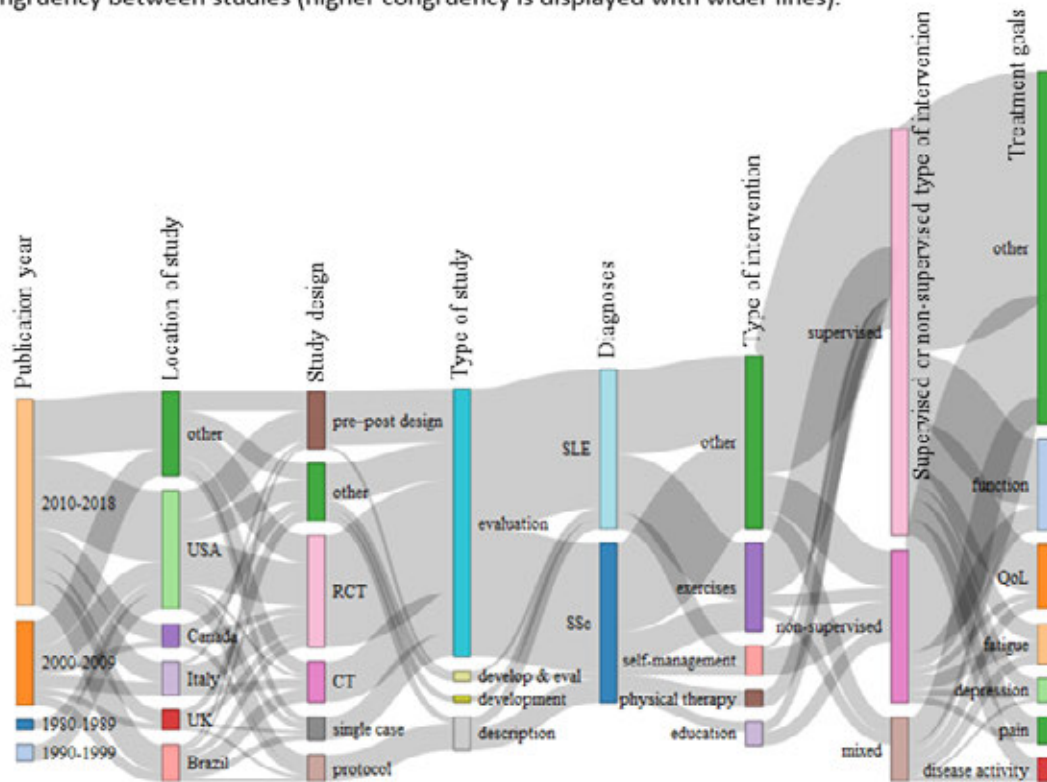 congruency between studies (higher congruency is displayed with wider lines).
Publication year
2010-2018
2000-2009
1980-1989
1990-1999
Location of study
other
USA
Canada
Italy
UK
Brazil
Study design
pre-post design
other
RCT
CT
single case
protocol
Type of study
evaluation
develop & eval
development
description
Diagnoses
SLE
SSc
Type of intervention
other
exercises
self-management
physical therapy
education
Supervised or non-supervised type of intervention
supervised
non-supervised
mixed
Treatment goals
other
function
QoL
fatigue
depression
pain
disease activity